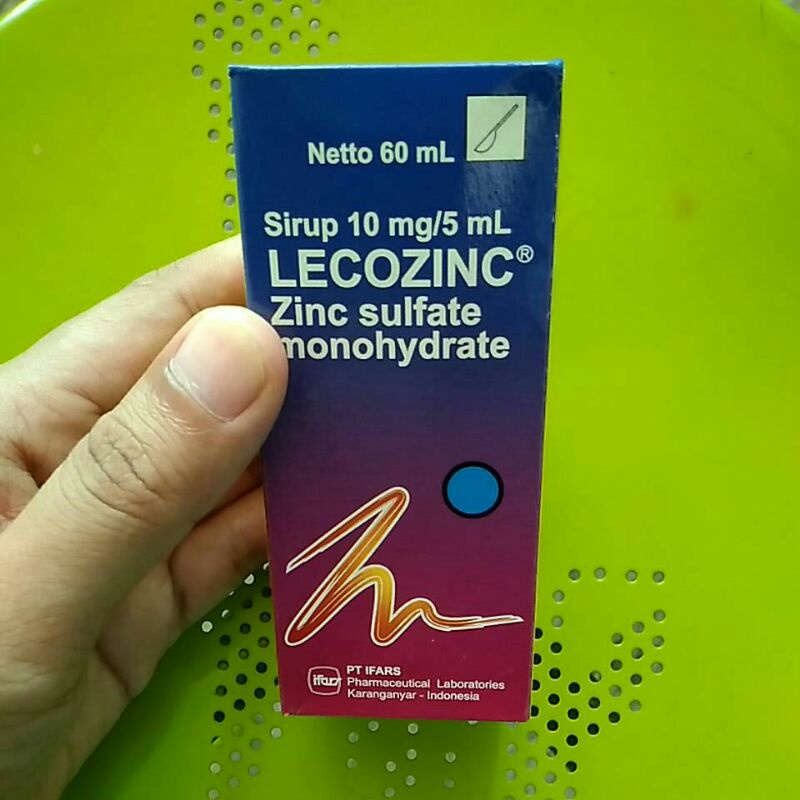 Netto 60 mL
Sirup 10 mg/5 mL
LECOZINC®
Zinc sulfate
monohydrate
ifars
PT IFARS
Pharmaceutical Laboratories
Karanganyar - Indonesia